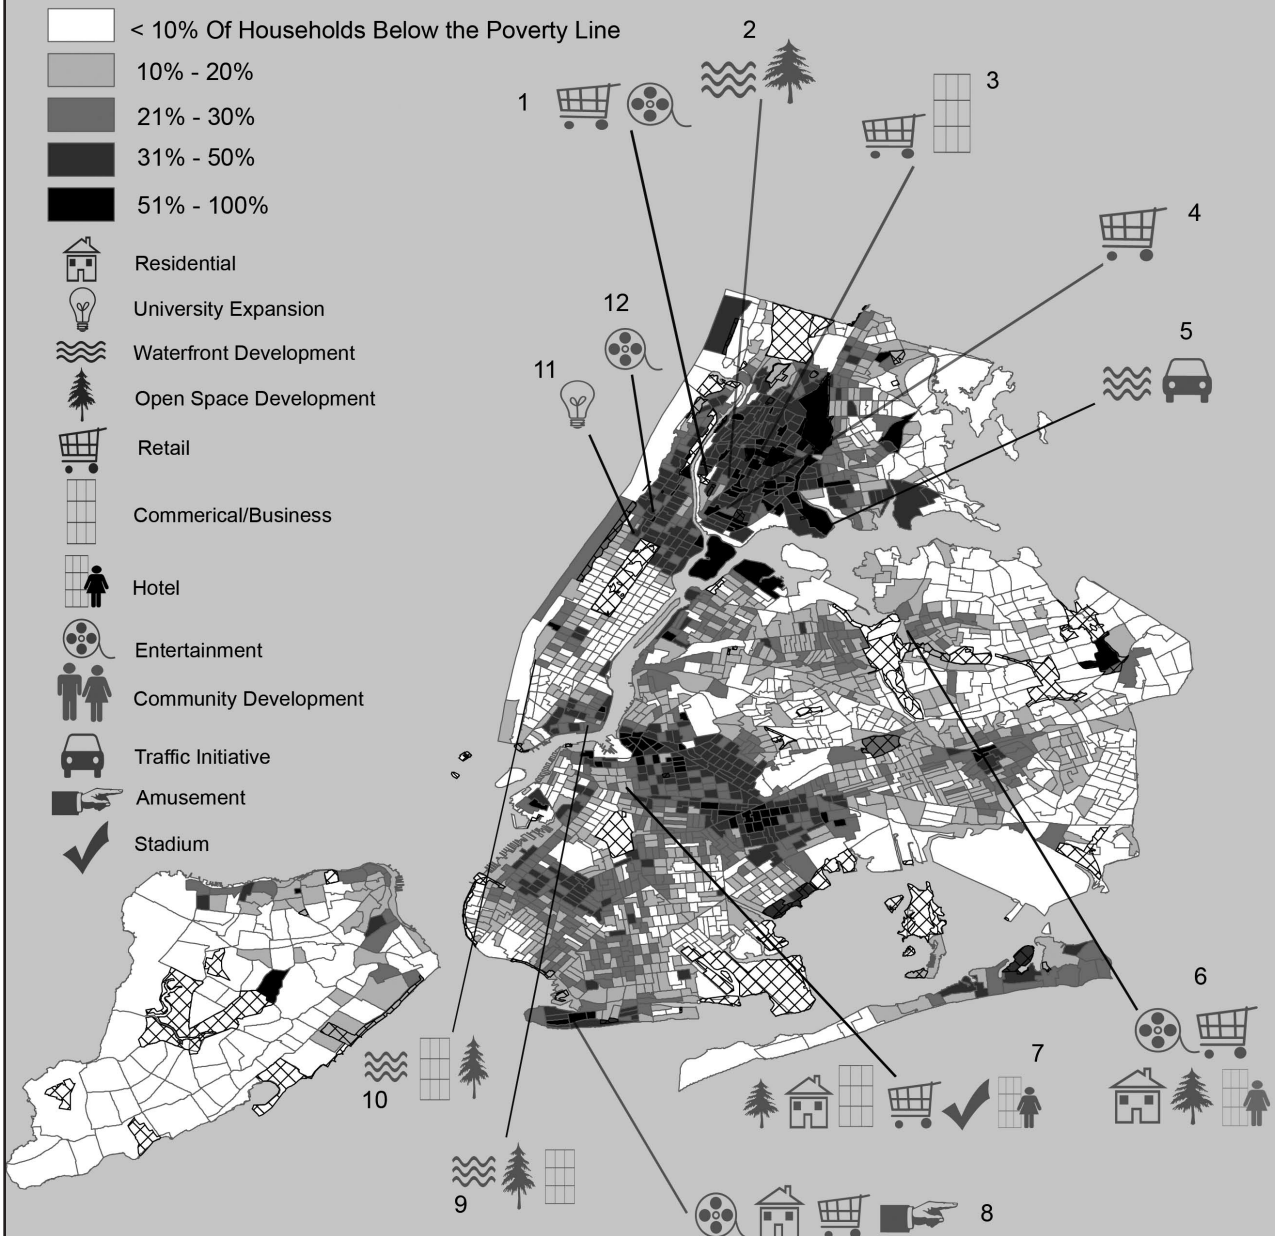 < 10% Of Households Below the Poverty Line
10% - 20%
21% - 30%
31% - 50%
51% - 100%
Residential
University Expansion
Waterfront Development
Open Space Development
Retail
Commerical/Business
Hotel
Entertainment
Community Development
Traffic Initiative
Amusement
Stadium
1
2
3
4
5
6
7
8
9
10
11
12